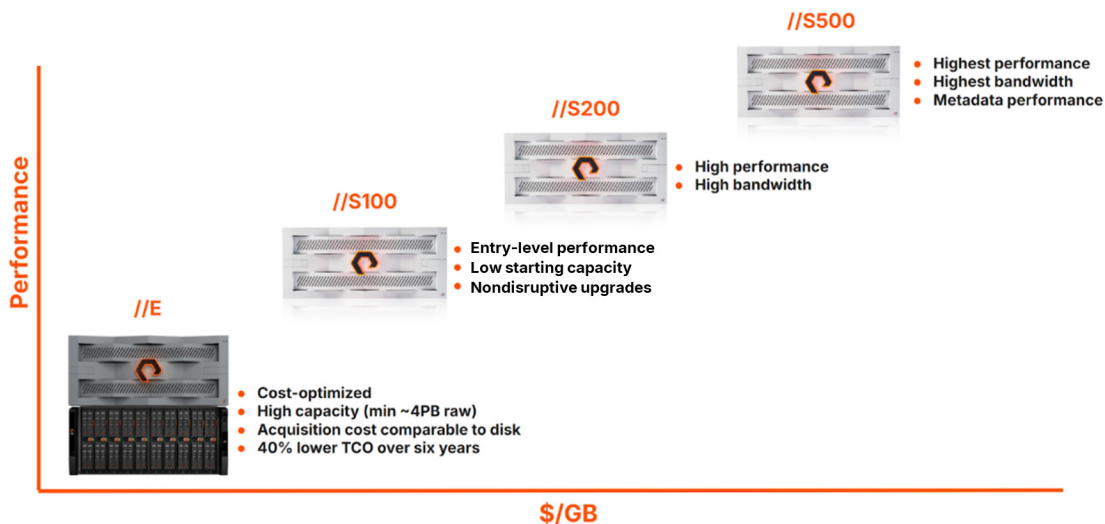 //S500
• Highest performance
• Highest bandwidth
• Metadata performance
//S200
• High performance
• High bandwidth
//S100
• Entry-level performance
• Low starting capacity
• Nondisruptive upgrades
//E
• Cost-optimized
• High capacity (min ~4PB raw)
• Acquisition cost comparable to disk
• 40% lower TCO over six years
Performance
$/GB